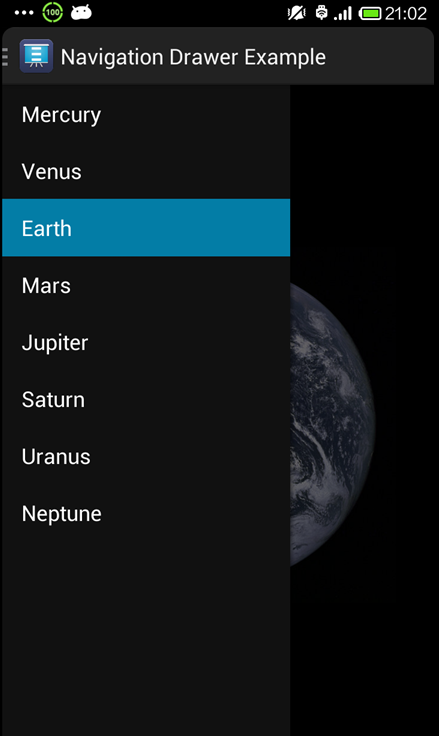 100 21:02
Navigation Drawer Example
Mercury
Venus
Earth
Mars
Jupiter
Saturn
Uranus
Neptune